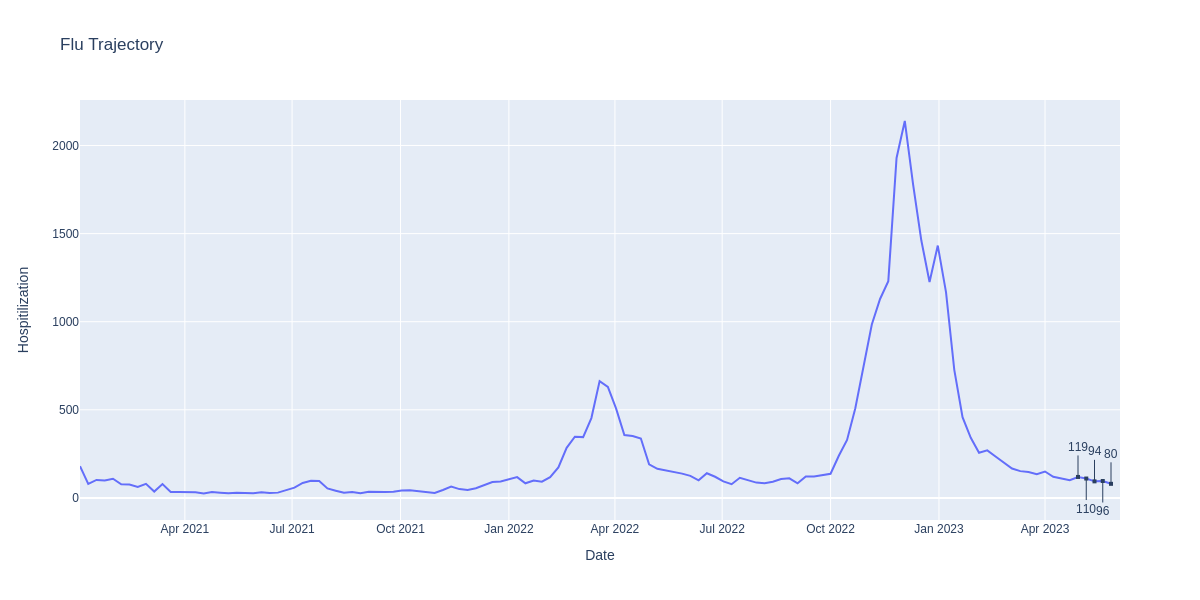 Flu Trajectory
Hospitilization
2000
1500
1000
500
0
119
94
80
110
96
Apr 2021
Jul 2021
Oct 2021
Jan 2022
Apr 2022
Jul 2022
Oct 2022
Jan 2023
Apr 2023
Date